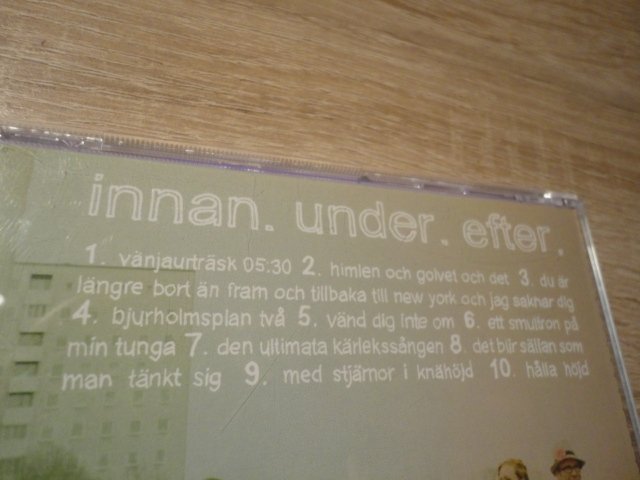 innan. under. efter.
1. vänjaurträsk 05:30 2. himlen och golvet och det 3. du är
längre bort än fram och tillbaka till new york och jag saknar dig
4. bjurholmsplan två 5. vänd dig inte om 6. ett smultron på
min tunga 7. den ultimata kärlekssången 8. det blir sällan som
man tänkt sig 9. med stjärnor i knähöjd 10. hålla höjd